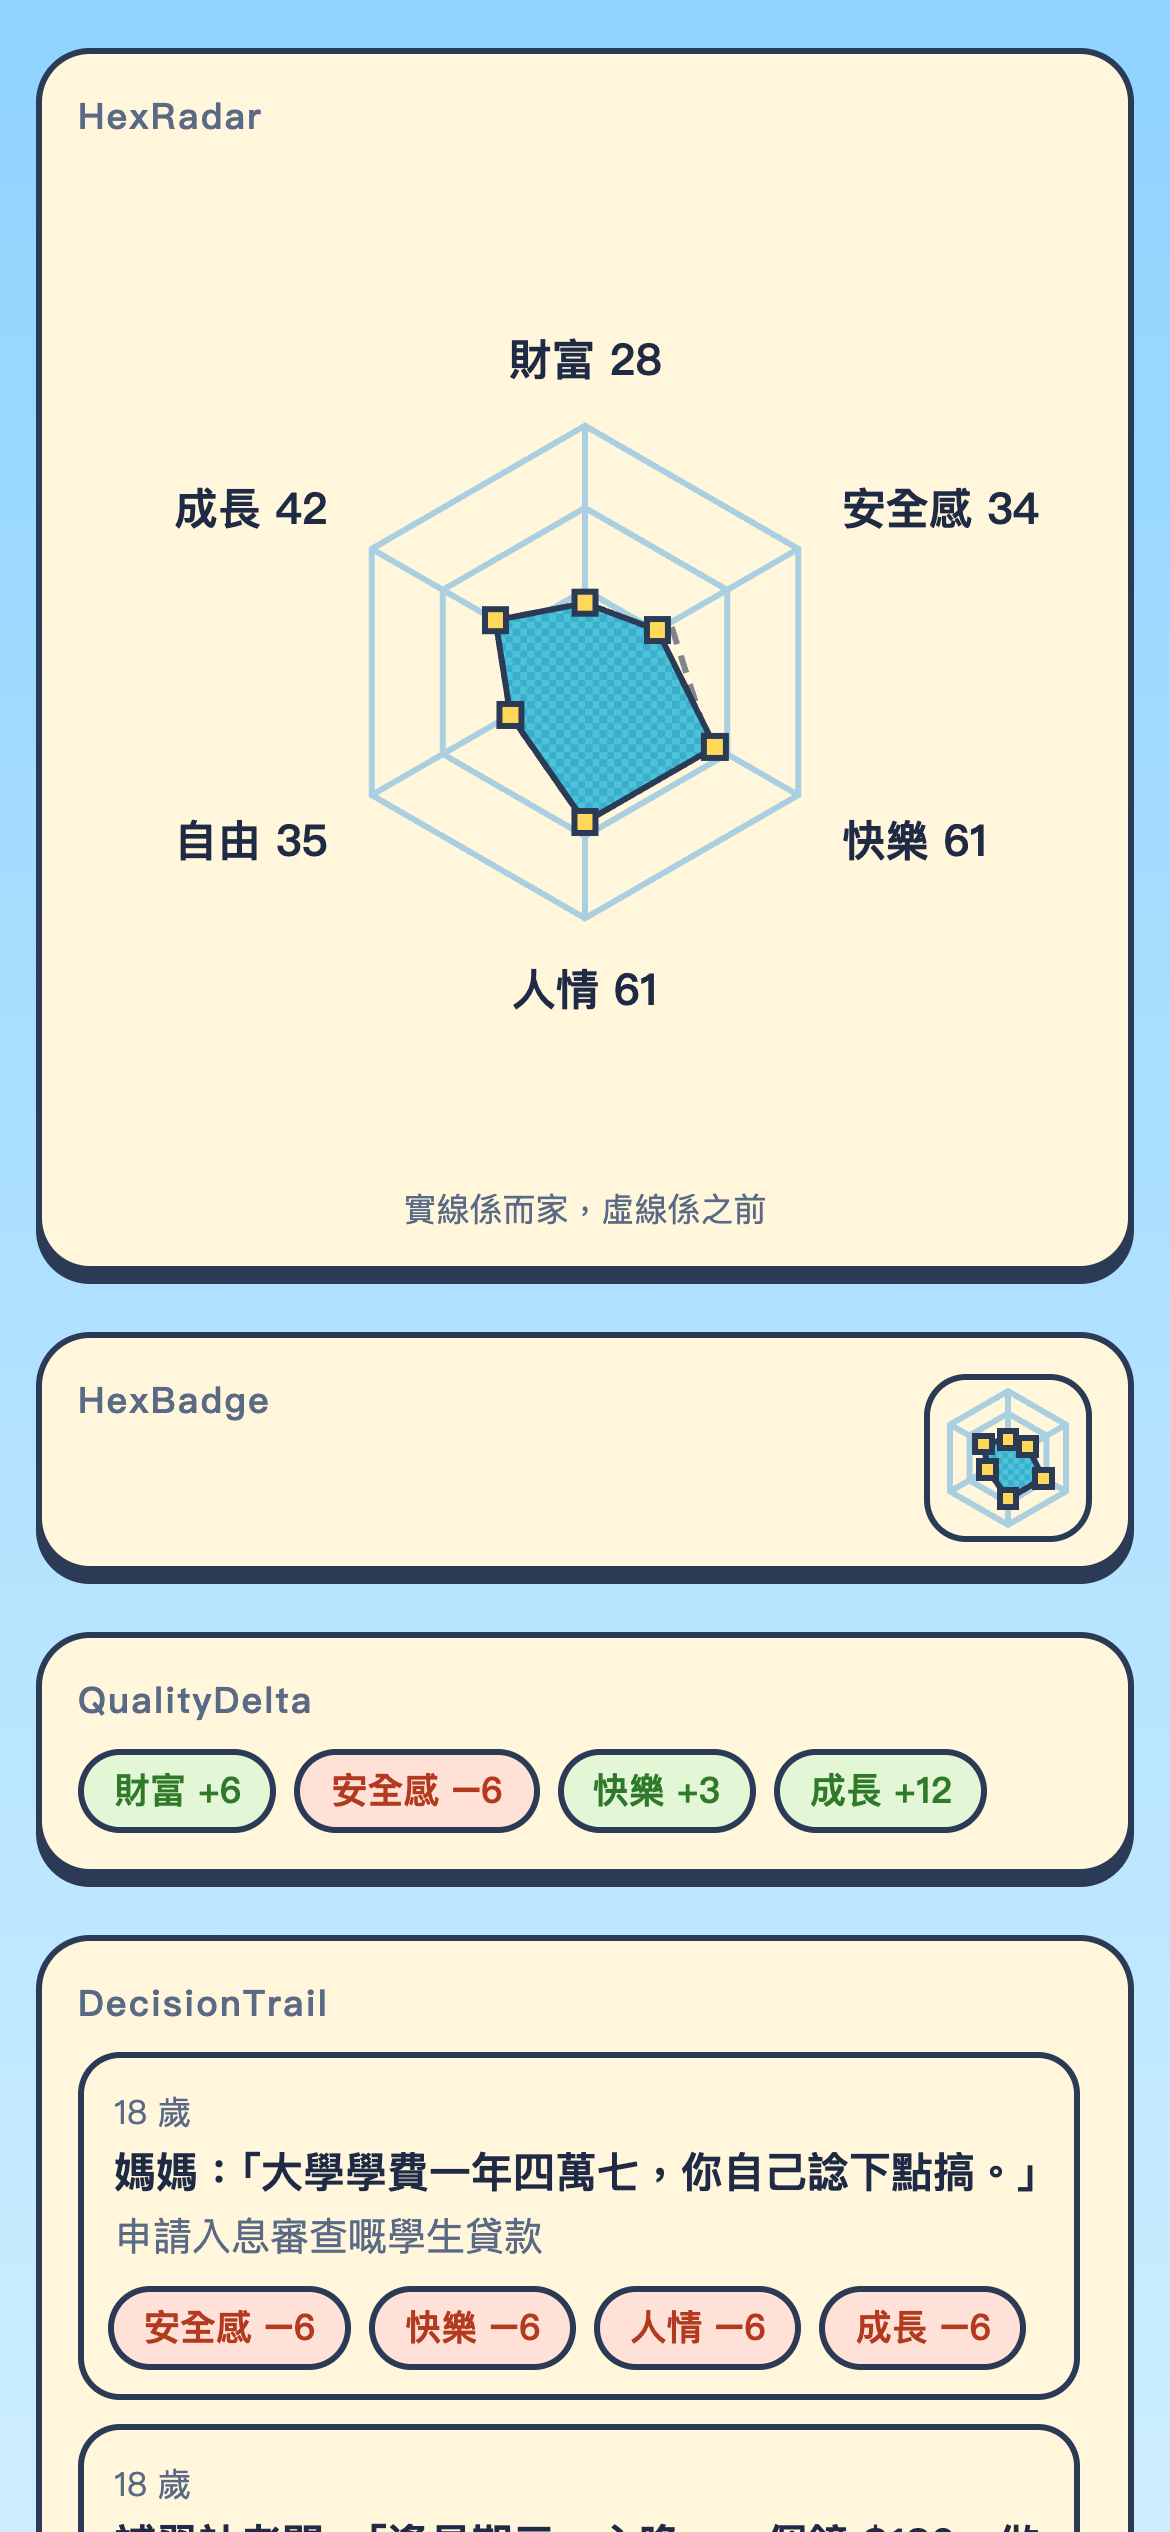 HexRadar
財富 28
成長 42
安全感 34
自由 35
快樂 61
人情 61
實線係而家，虛線係之前
HexBadge
QualityDelta
財富 +6
安全感 −6
快樂 +3
成長 +12
DecisionTrail
18 歲
媽媽：「大學學費一年四萬七，你自己諗下點搞。」
申請入息審查嘅學生貸款
安全感 −6
快樂 −6
人情 −6
成長 −6
18 歲